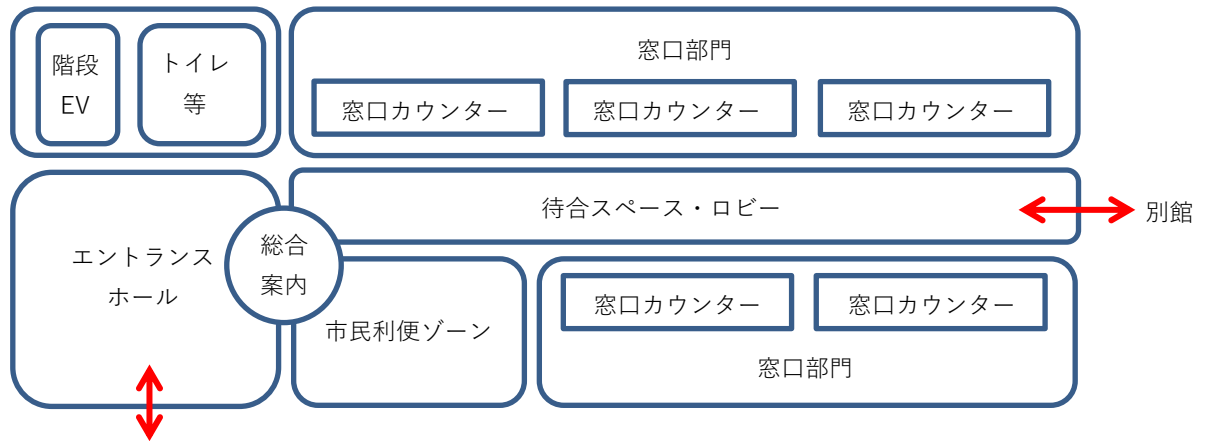 階段
EV
トイレ
等
窓口部門
窓口カウンター
窓口カウンター
窓口カウンター
待合スペース・ロビー
別館
エントランス
ホール
総合
案内
市民利便ゾーン
窓口カウンター
窓口カウンター
窓口部門